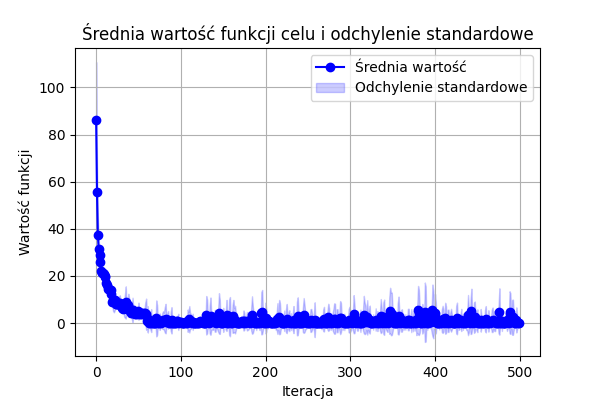 Średnia wartość funkcji celu i odchylenie standardowe
Średnia wartość
Odchylenie standardowe
Wartość funkcji
100
80
60
40
20
0
0 100 200 300 400 500
Iteracja